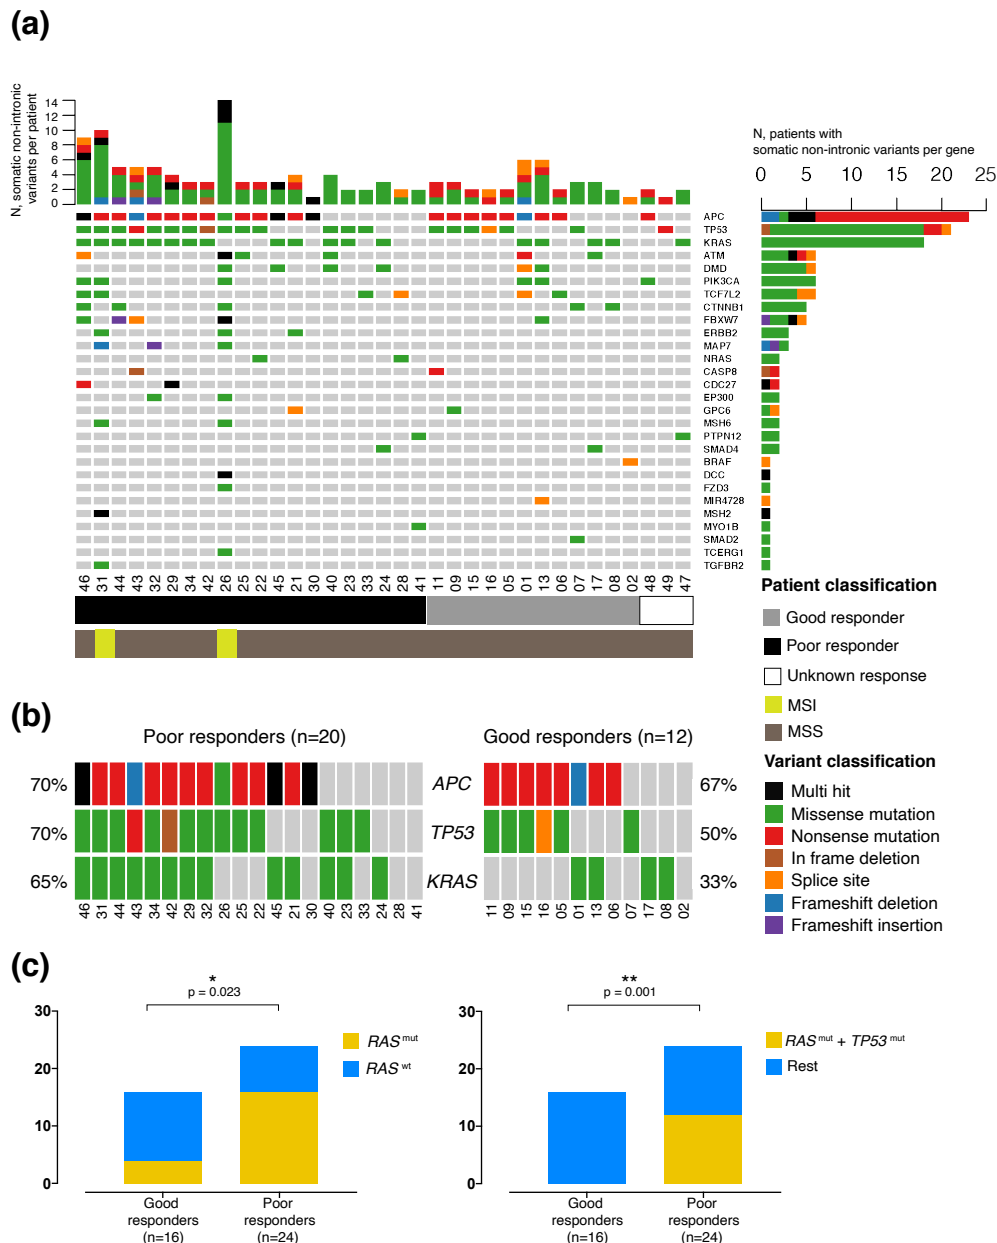 (a)
N, somatic non-intronic
variants per patient
14
12
10
8
6
4
2
0
N, patients with
somatic non-intronic variants per gene
0 5 10 15 20 25
APC
TP53
KRAS
ATM
DMD
PIK3CA
TCF7L2
CTNNB1
FBXW7
ERBB2
MAP7
NRAS
CASP8
CDC27
EP300
GPC6
MSH6
PTPN12
SMAD4
BRAF
DCC
FZD3
MIR4728
MSH2
MYO1B
SMAD2
TCERG1
TGFBR2
46 31 44 43 32 29 34 42 26 25 22 45 21 30 40 23 33 24 28 41 11 09 15 16 05 01 13 06 07 17 08 02 48 49 47
Patient classification
Good responder
Poor responder
Unknown response
MSI
MSS
Variant classification
Multi hit
Missense mutation
Nonsense mutation
In frame deletion
Splice site
Frameshift deletion
Frameshift insertion
(b)
Poor responders (n=20) Good responders (n=12)
70% APC 67%
70% TP53 50%
65% KRAS 33%
46 31 44 43 34 42 29 32 26 25 22 45 21 30 40 23 33 24 28 41 11 09 15 16 05 01 13 06 07 17 08 02
(c)
*
p = 0.023
30
20
10
0
Good
responders
(n=16)
Poor
responders
(n=24)
RAS mut
RAS wt
**
p = 0.001
30
20
10
0
Good
responders
(n=16)
Poor
responders
(n=24)
RAS mut + TP53 mut
Rest